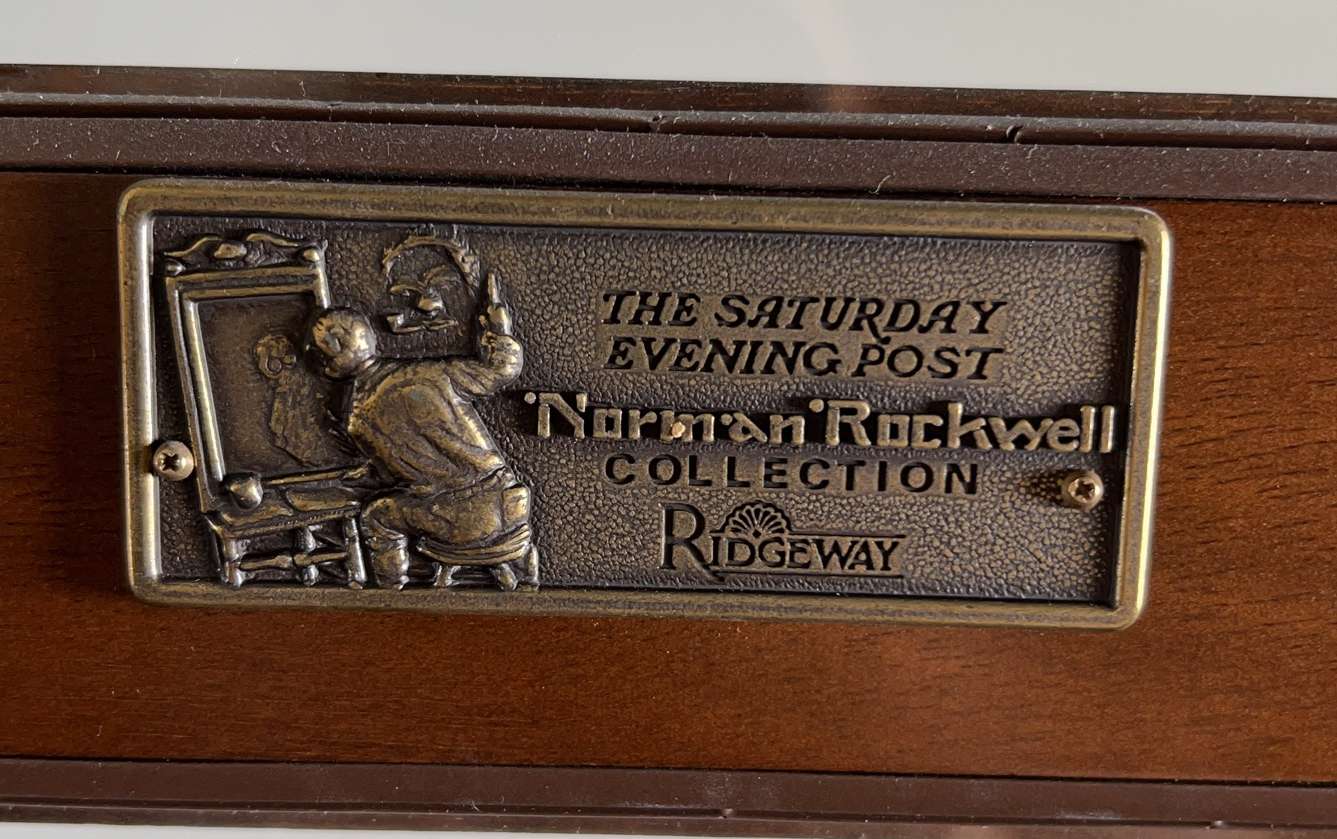 THE SATURDAY
EVENING POST
Norman Rockwell
COLLECTION
RIDGEWAY